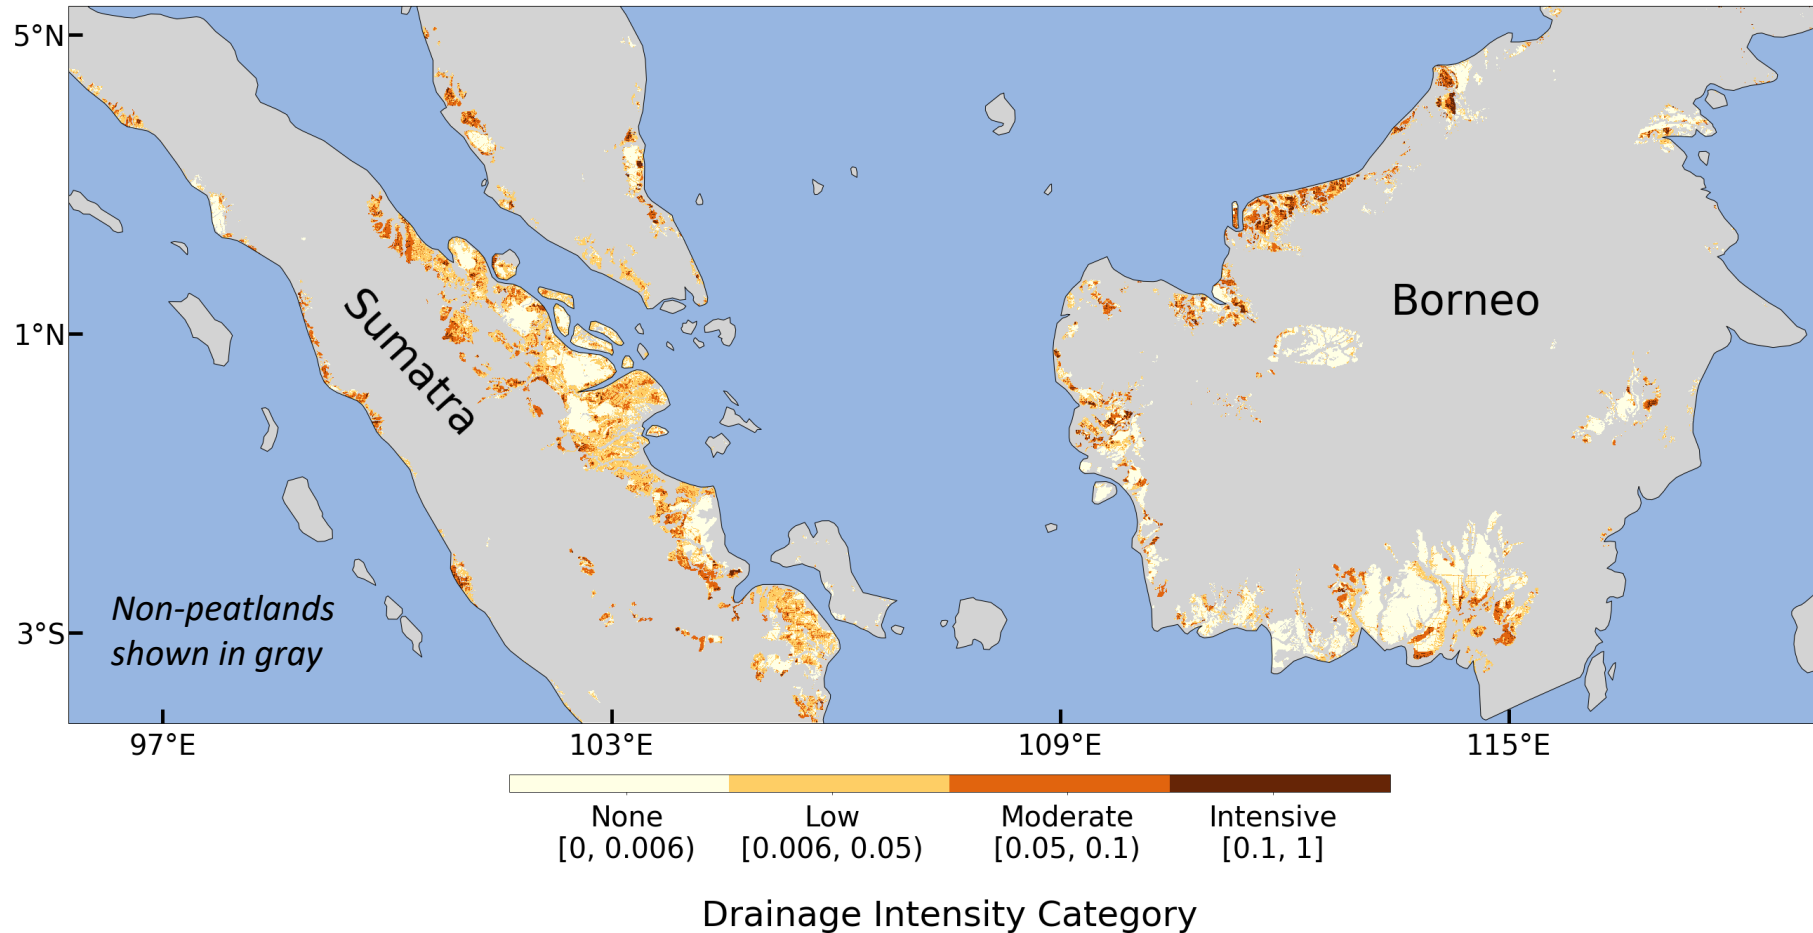 5°N
1°N
3°S
Sumatra
Borneo
Non-peatlands
shown in gray
97°E 103°E 109°E 115°E
None Low Moderate Intensive
[0, 0.006) [0.006, 0.05) [0.05, 0.1) [0.1, 1]
Drainage Intensity Category